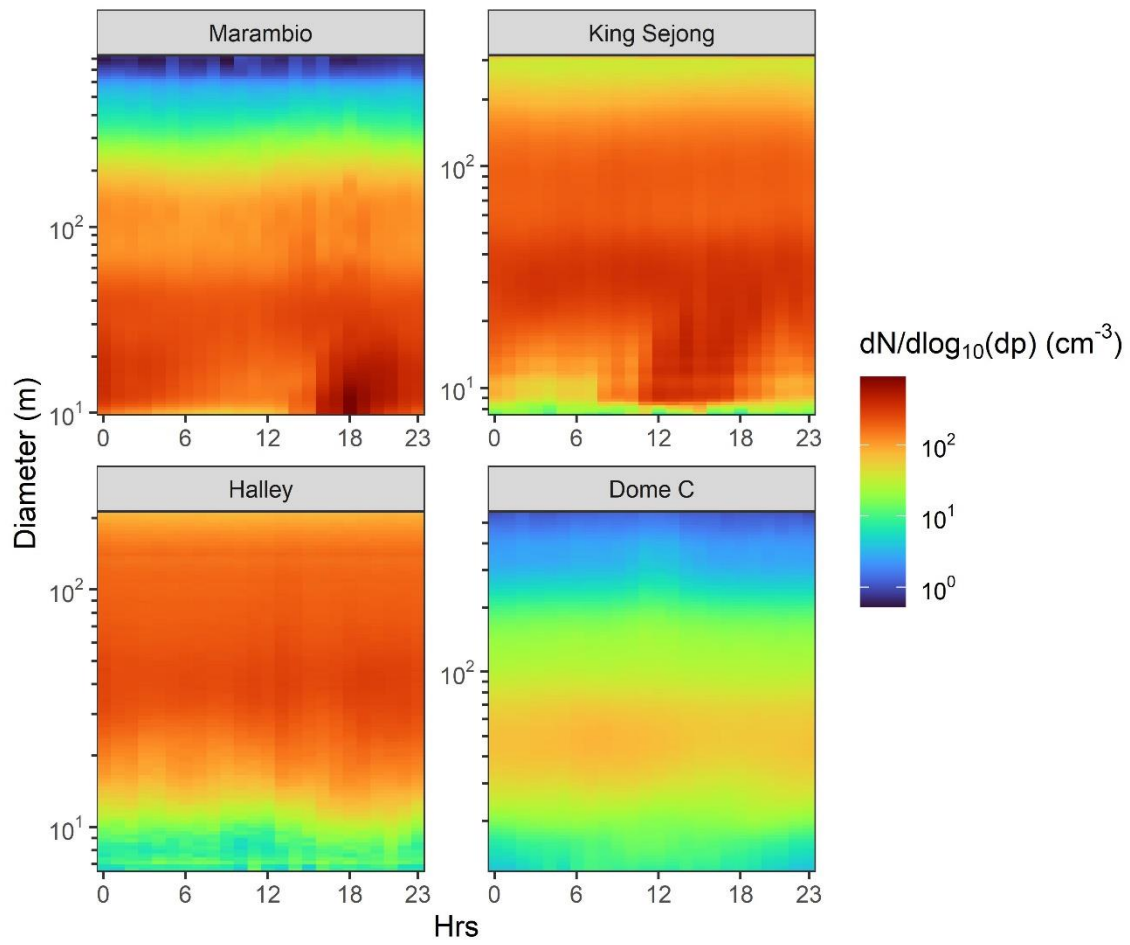 Marambio
King Sejong
10²
10¹
0 6 12 18 23
10²
10¹
0 6 12 18 23
Halley
Dome C
10²
10¹
0 6 12 18 23
10²
0 6 12 18 23
Diameter (m)
Hrs
dN/dlog₁₀(dp) (cm⁻³)
10²
10¹
10⁰